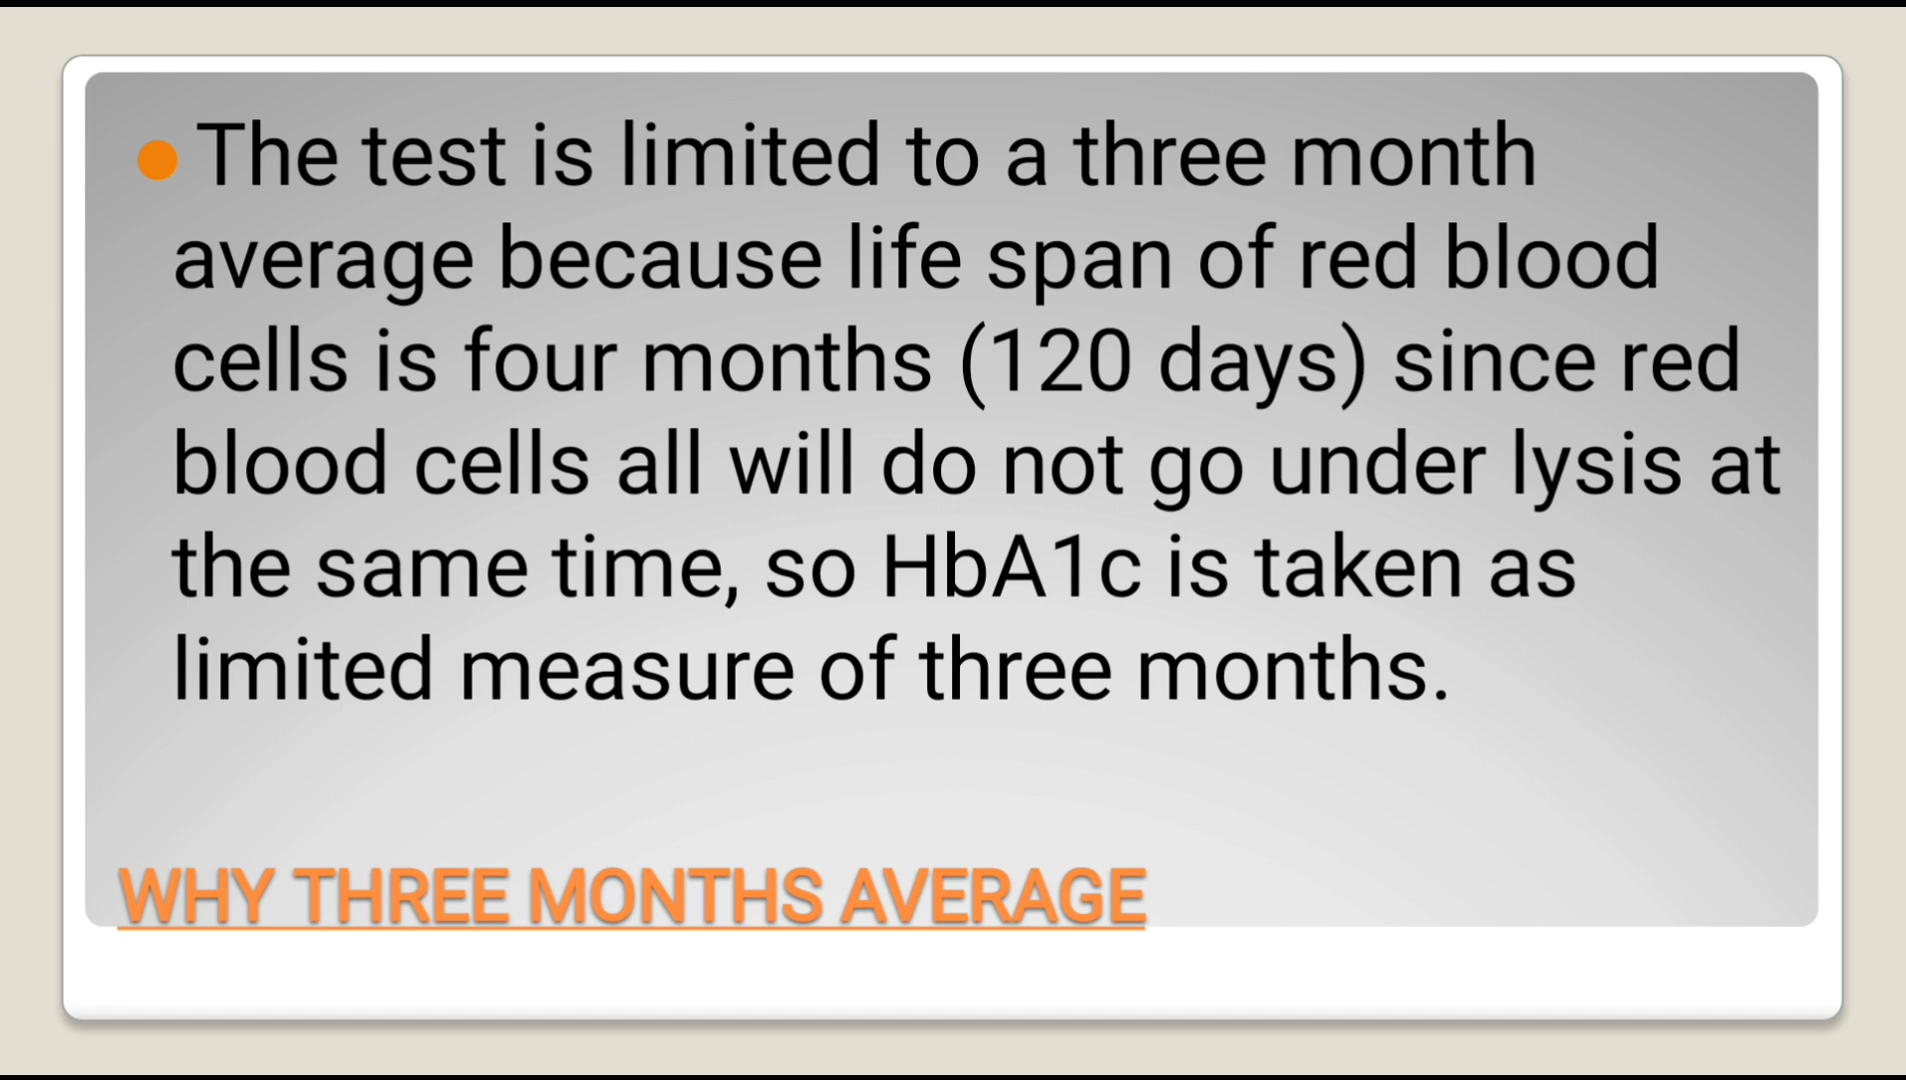 The test is limited to a three month
average because life span of red blood
cells is four months (120 days) since red
blood cells all will do not go under lysis at
the same time, so HbA1c is taken as
limited measure of three months.
WHY THREE MONTHS AVERAGE